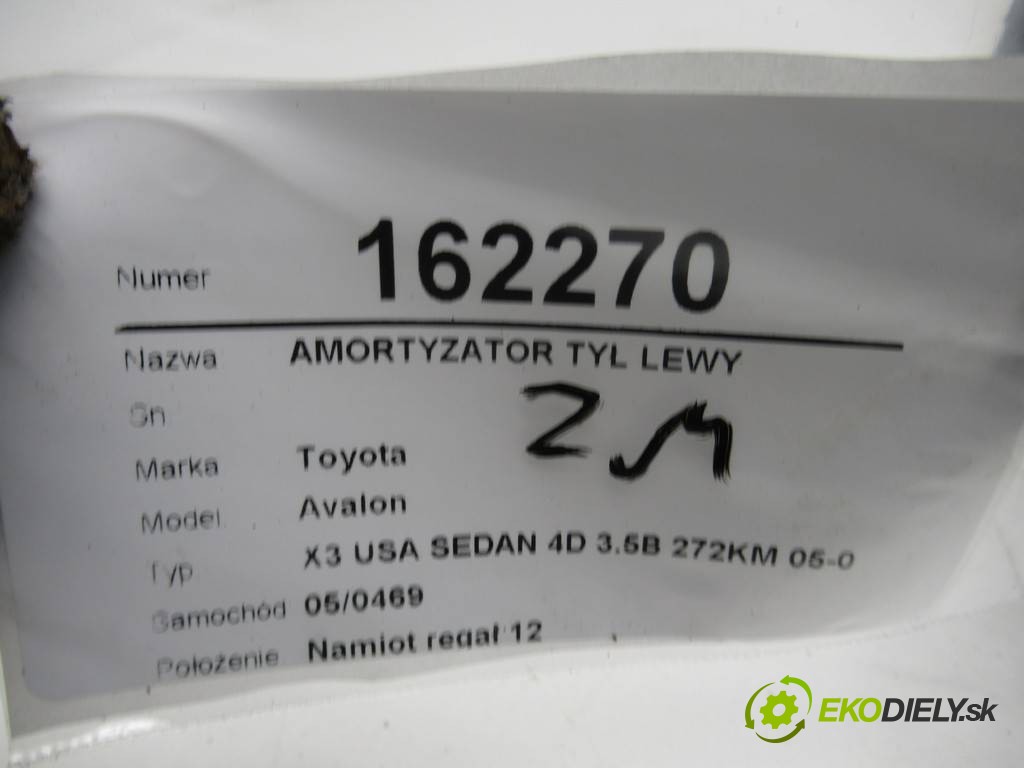 Numer 162270
Nazwa AMORTYZATOR TYL LEWY
Sn
2
Marka Toyota
Model Avalon
Typ X3 USA SEDAN 4D 3.5B 272KM 05-0
Samochód 05/0469
Położenie Namiot regał 12
EKODIELY.sk